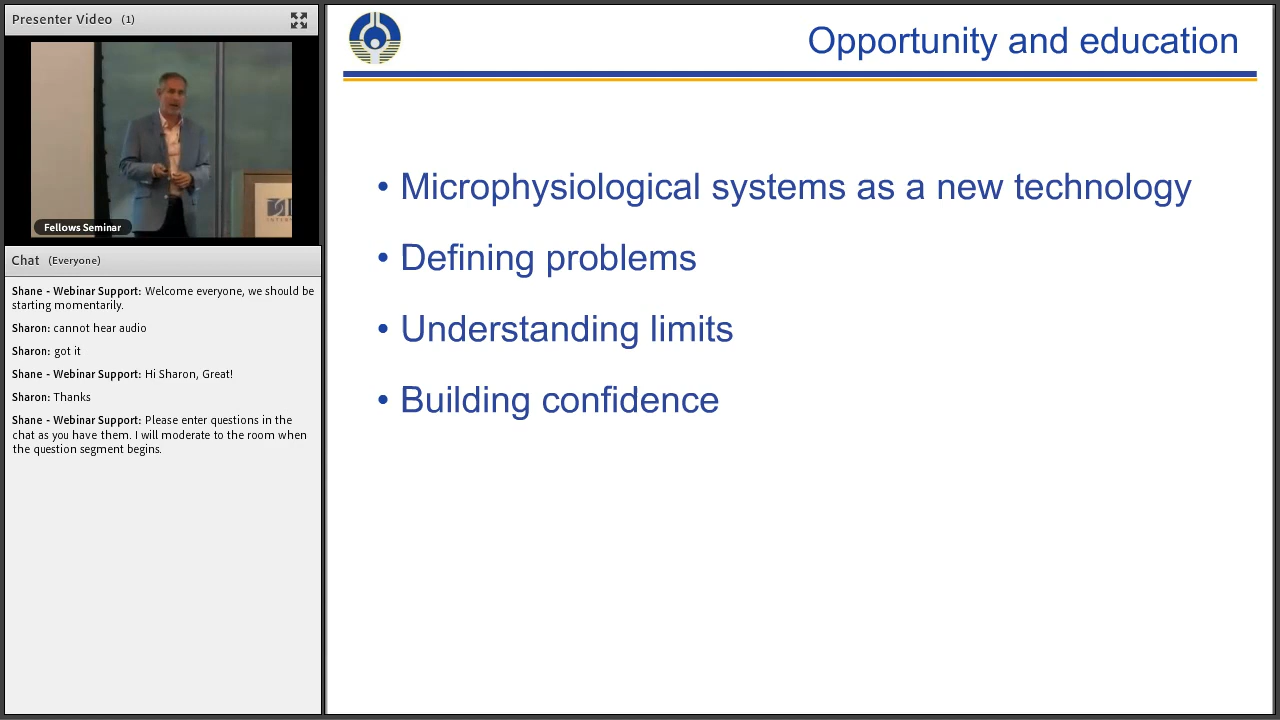 Presenter Video (1)
Fellows Seminar
Chat (Everyone)
Shane - Webinar Support: Welcome everyone, we should be
starting momentarily.
Sharon: cannot hear audio
Sharon: got it
Shane - Webinar Support: Hi Sharon, Great!
Sharon: Thanks
Shane - Webinar Support: Please enter questions in the
chat as you have them. I will moderate to the room when
the question segment begins.
Opportunity and education
• Microphysiological systems as a new technology
• Defining problems
• Understanding limits
• Building confidence